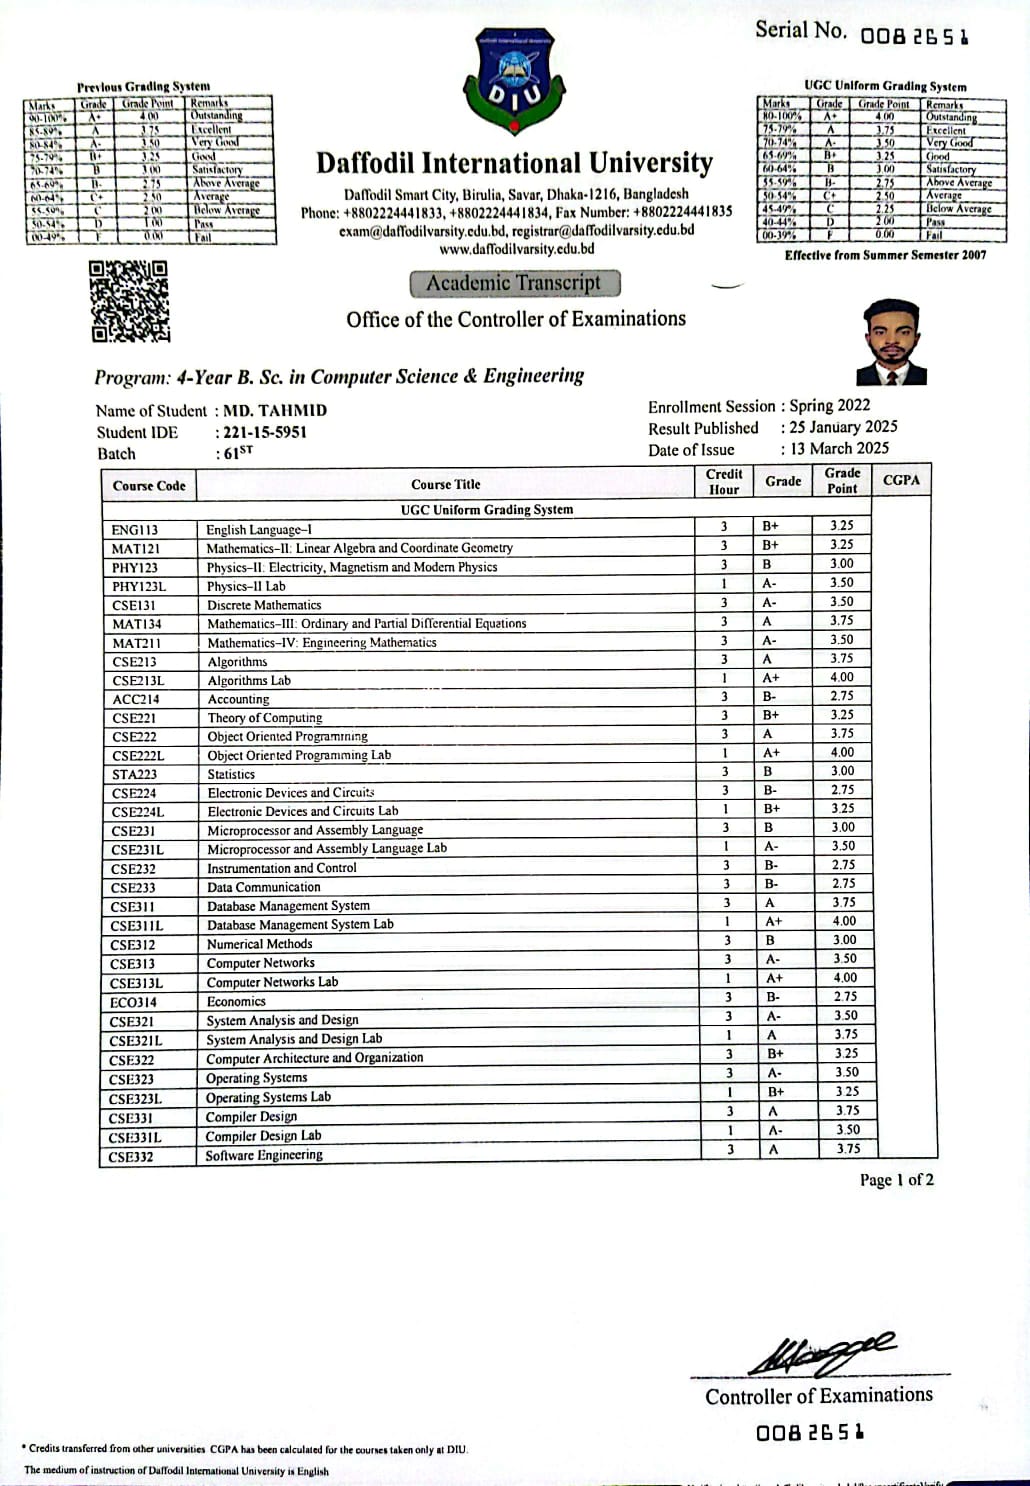 Serial No. 0082651
Previous Grading System
Marks Grade Grade Point Remarks
90-100% A+ 4.00 Outstanding
85-89% A 3.75 Excellent
80-84% A- 3.50 Very Good
75-79% B+ 3.25 Good
70-74% B 3.00 Satisfactory
65-69% B- 2.75 Above Average
60-64% C+ 2.50 Average
55-59% C 2.00 Below Average
50-54% D 1.00 Pass
00-49% F 0.00 Fail
DIU
UGC Uniform Grading System
Marks Grade Grade Point Remarks
80-100% A+ 4.00 Outstanding
75-79% A 3.75 Excellent
70-74% A- 3.50 Very Good
65-69% B+ 3.25 Good
60-64% B 3.00 Satisfactory
55-59% B- 2.75 Above Average
50-54% C+ 2.50 Average
45-49% C 2.25 Below Average
40-44% D 2.00 Pass
00-39% F 0.00 Fail
Effective from Summer Semester 2007
Daffodil International University
Daffodil Smart City, Birulia, Savar, Dhaka-1216, Bangladesh
Phone: +8802224441833, +8802224441834, Fax Number: +8802224441835
exam@daffodilvarsity.edu.bd, registrar@daffodilvarsity.edu.bd
www.daffodilvarsity.edu.bd
Academic Transcript
Office of the Controller of Examinations
Program: 4-Year B. Sc. in Computer Science & Engineering
Name of Student : MD. TAHMID
Student IDE : 221-15-5951
Batch : 61ST
Enrollment Session : Spring 2022
Result Published : 25 January 2025
Date of Issue : 13 March 2025
Course Code Course Title Credit Hour Grade Grade Point CGPA
UGC Uniform Grading System
ENG113 English Language-I 3 B+ 3.25
MAT121 Mathematics-II: Linear Algebra and Coordinate Geometry 3 B+ 3.25
PHY123 Physics-II: Electricity, Magnetism and Modern Physics 3 B 3.00
PHY123L Physics-II Lab 1 A- 3.50
CSE131 Discrete Mathematics 3 A- 3.50
MAT134 Mathematics-III: Ordinary and Partial Differential Equations 3 A 3.75
MAT211 Mathematics-IV: Engineering Mathematics 3 A- 3.50
CSE213 Algorithms 3 A 3.75
CSE213L Algorithms Lab 1 A+ 4.00
ACC214 Accounting 3 B- 2.75
CSE221 Theory of Computing 3 B+ 3.25
CSE222 Object Oriented Programming 3 A 3.75
CSE222L Object Oriented Programming Lab 1 A+ 4.00
STA223 Statistics 3 B 3.00
CSE224 Electronic Devices and Circuits 3 B- 2.75
CSE224L Electronic Devices and Circuits Lab 1 B+ 3.25
CSE231 Microprocessor and Assembly Language 3 B 3.00
CSE231L Microprocessor and Assembly Language Lab 1 A- 3.50
CSE232 Instrumentation and Control 3 B- 2.75
CSE233 Data Communication 3 B- 2.75
CSE311 Database Management System 3 A 3.75
CSE311L Database Management System Lab 1 A+ 4.00
CSE312 Numerical Methods 3 B 3.00
CSE313 Computer Networks 3 A- 3.50
CSE313L Computer Networks Lab 1 A+ 4.00
ECO314 Economics 3 B- 2.75
CSE321 System Analysis and Design 3 A- 3.50
CSE321L System Analysis and Design Lab 1 A 3.75
CSE322 Computer Architecture and Organization 3 B+ 3.25
CSE323 Operating Systems 3 A- 3.50
CSE323L Operating Systems Lab 1 B+ 3.25
CSE331 Compiler Design 3 A 3.75
CSE331L Compiler Design Lab 1 A- 3.50
CSE332 Software Engineering 3 A 3.75
Page 1 of 2
Controller of Examinations
0082651
* Credits transferred from other universities CGPA has been calculated for the courses taken only at DIU.
The medium of instruction of Daffodil International University is English